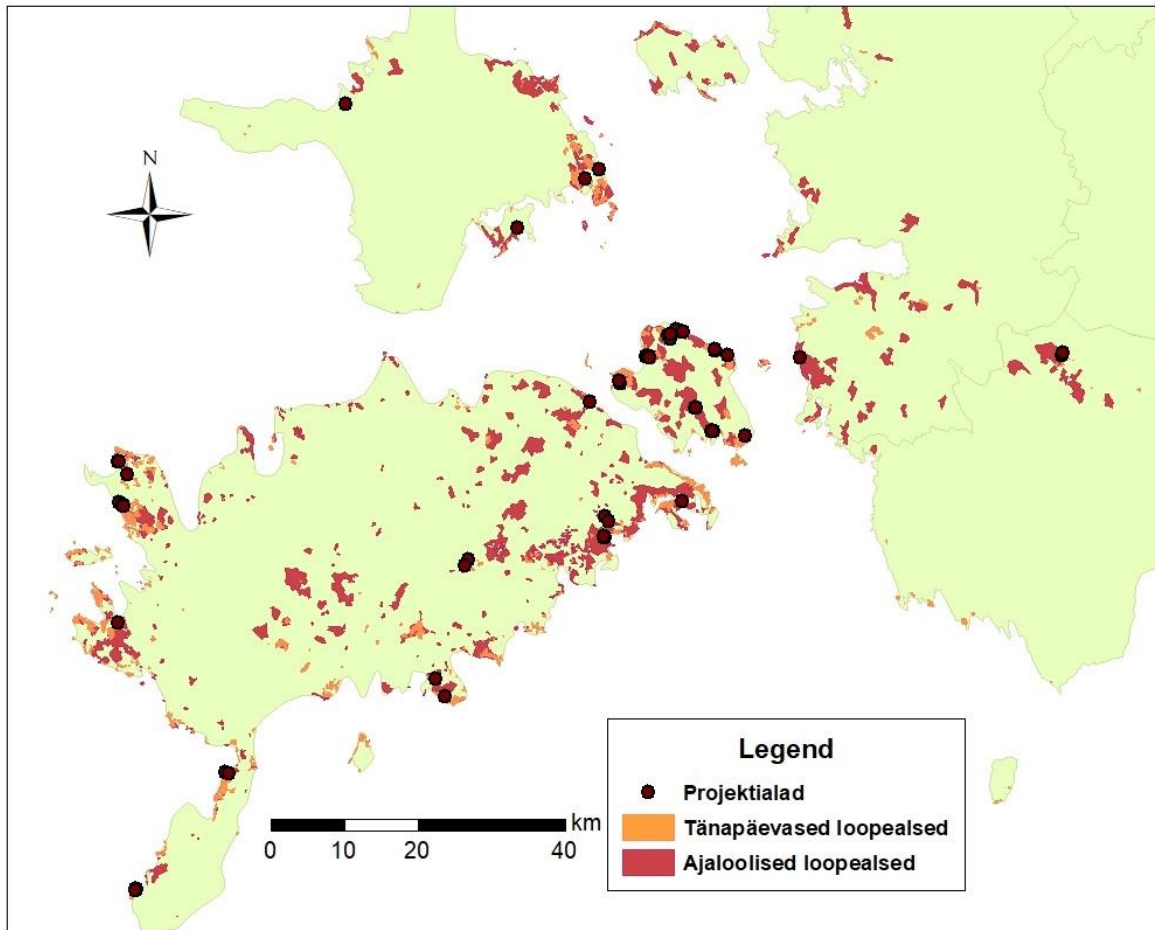 N
Legend
Projektialad
Tänapäevased loopealsed
Ajaloolised loopealsed
km
0 10 20 40